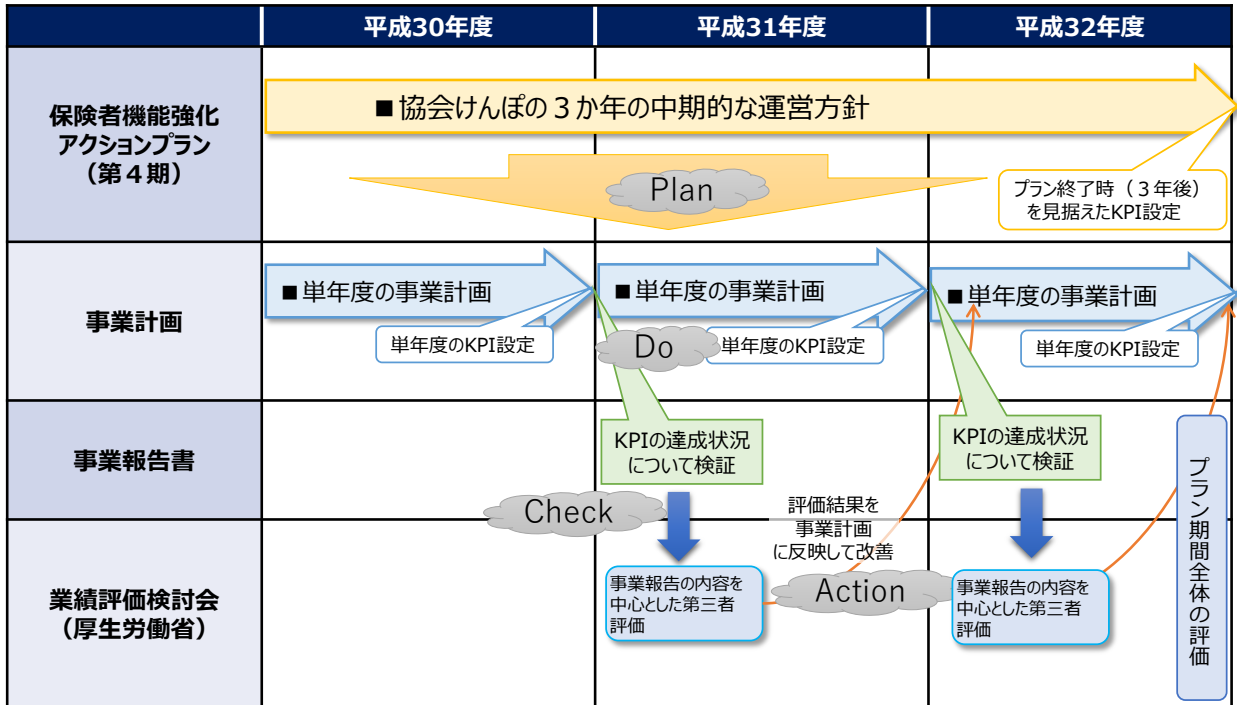 平成30年度
平成31年度
平成32年度
保険者機能強化
アクションプラン
（第４期）
■協会けんぽの３か年の中期的な運営方針
Plan
プラン終了時（３年後）
を見据えたKPI設定
事業計画
■単年度の事業計画
単年度のKPI設定
■単年度の事業計画
Do
単年度のKPI設定
■単年度の事業計画
単年度のKPI設定
事業報告書
KPIの達成状況
について検証
KPIの達成状況
について検証
Check
評価結果を
事業計画
に反映して改善
プラン期間全体の評価
業績評価検討会
（厚生労働省）
事業報告の内容を
中心とした第三者
評価
Action
事業報告の内容を
中心とした第三者
評価